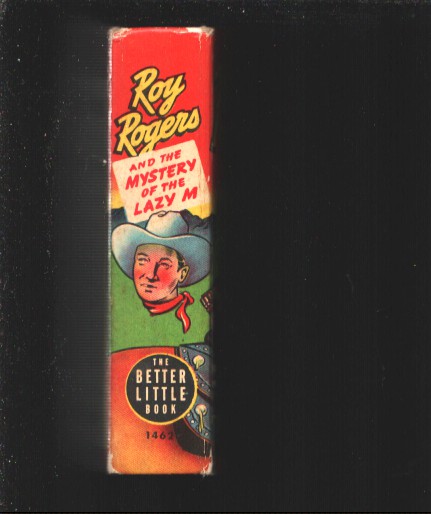 Roy
Rogers
AND THE
MYSTERY
OF THE
LAZY M
THE
BETTER
LITTLE
BOOK
1462